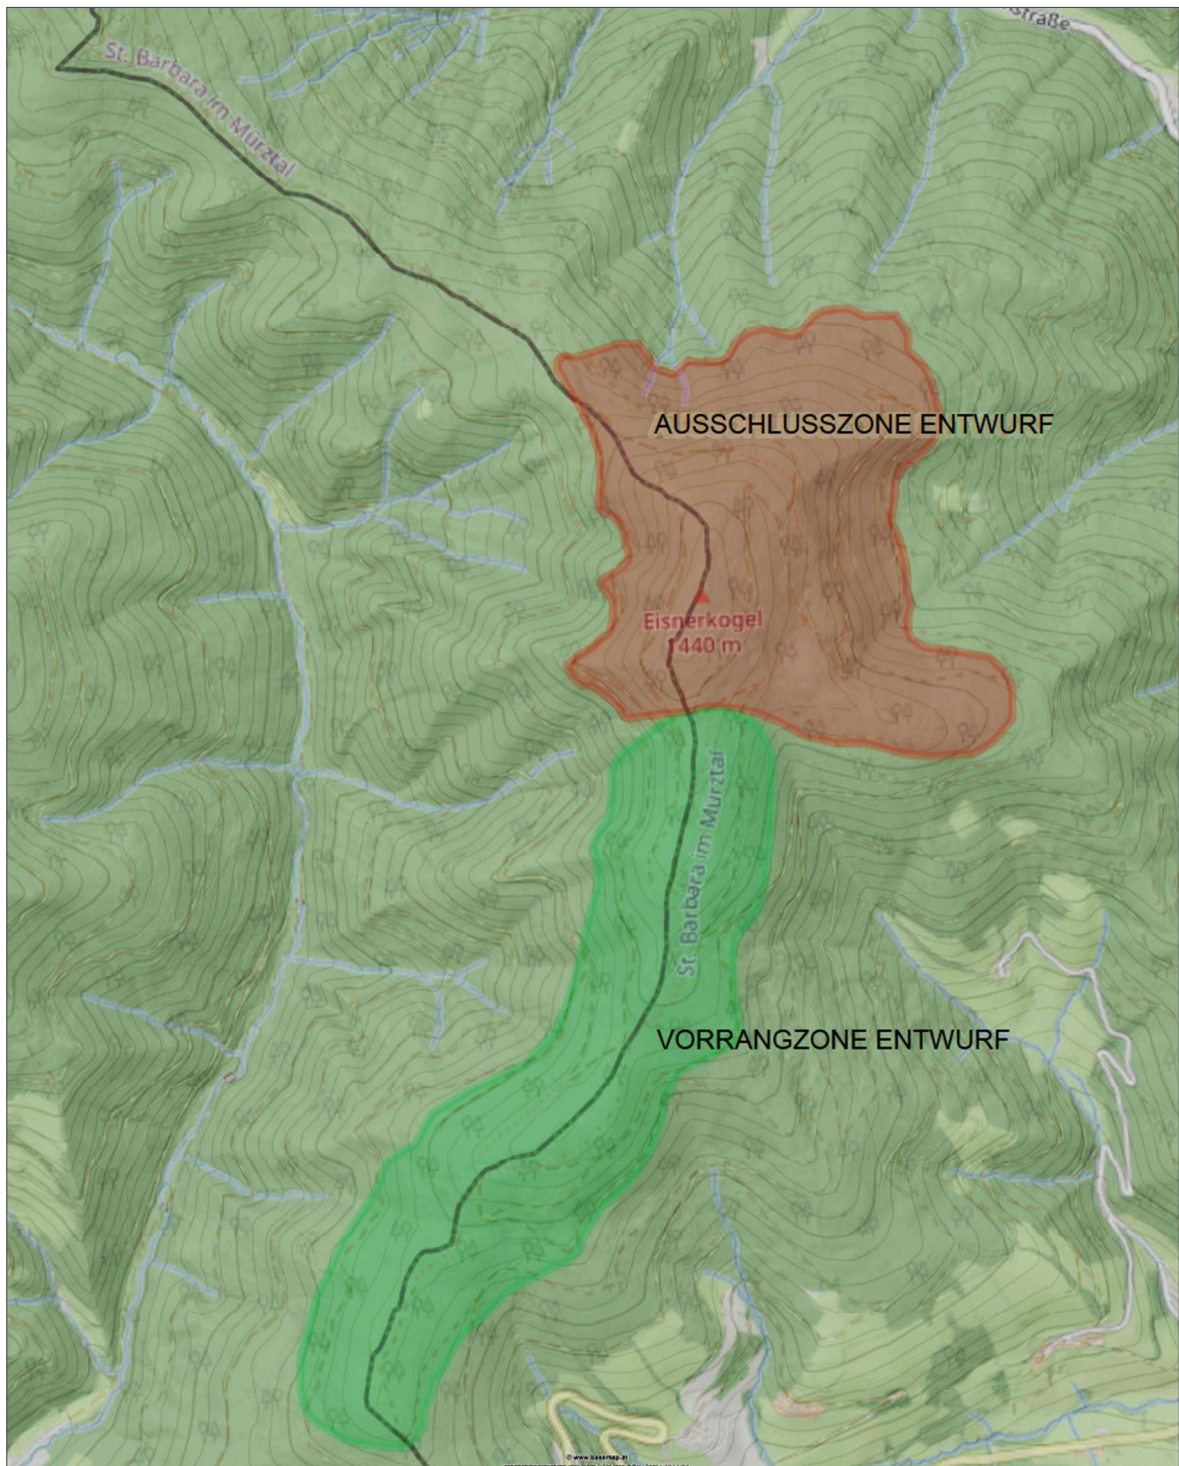 straße
St. Barbara im Mürztal
AUSSCHLUSSZONE ENTWURF
Eisnerkogel
1440 m
St. Barbara im Mürztal
VORRANGZONE ENTWURF
© www.basemap.at